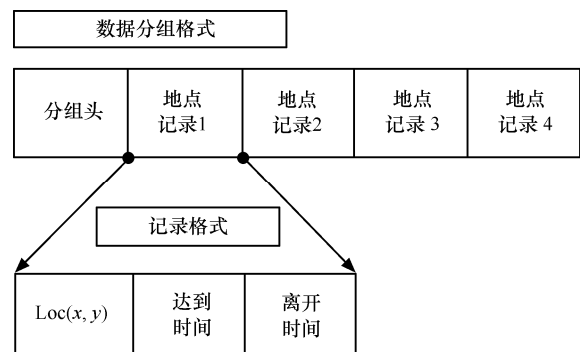 数据分组格式
分组头
地点
记录1
地点
记录2
地点
记录 3
地点
记录 4
记录格式
Loc(x, y)
达到
时间
离开
时间